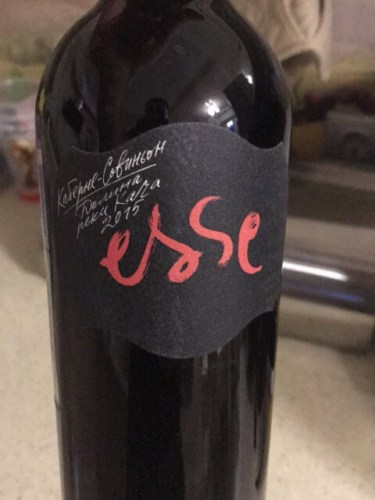 Каберне-Совиньон
Долина
реки Кача
2015
esse